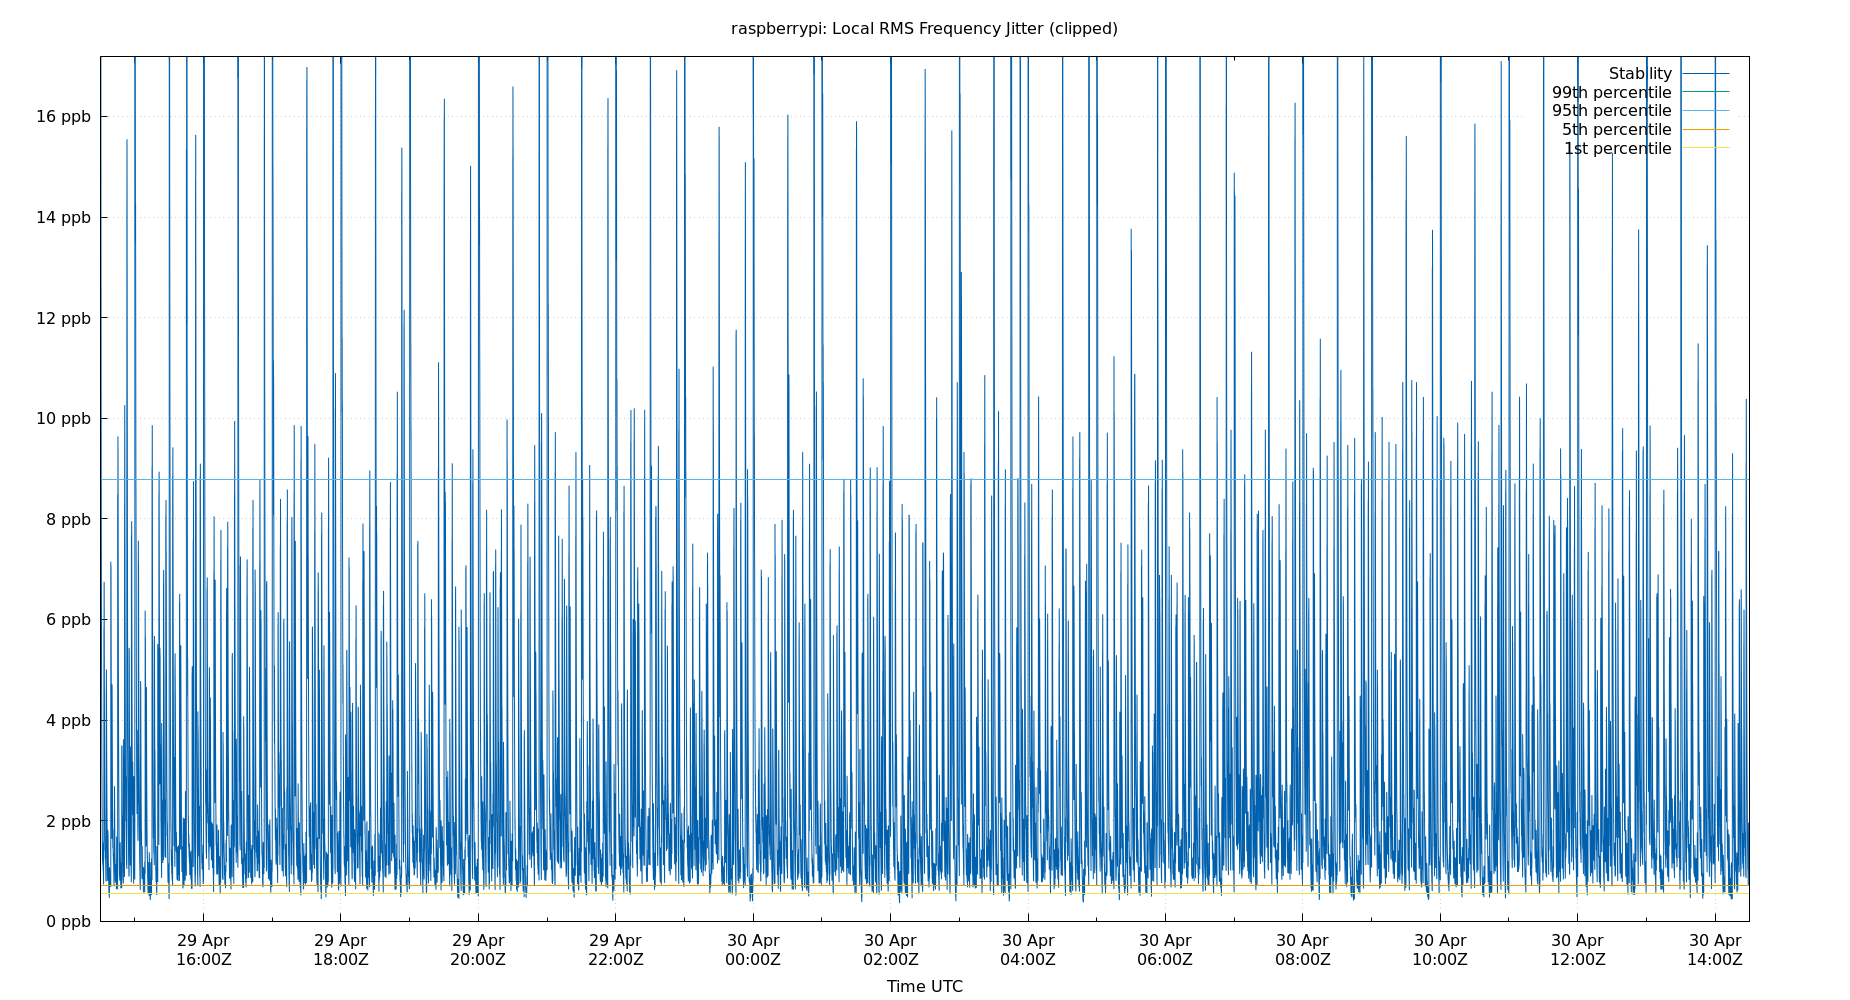 raspberrypi: Local RMS Frequency Jitter (clipped)
Stability
99th percentile
95th percentile
5th percentile
1st percentile
16 ppb
14 ppb
12 ppb
10 ppb
8 ppb
6 ppb
4 ppb
2 ppb
0 ppb
29 Apr 29 Apr 29 Apr 29 Apr 30 Apr 30 Apr 30 Apr 30 Apr 30 Apr 30 Apr 30 Apr 30 Apr
16:00Z 18:00Z 20:00Z 22:00Z 00:00Z 02:00Z 04:00Z 06:00Z 08:00Z 10:00Z 12:00Z 14:00Z
Time UTC